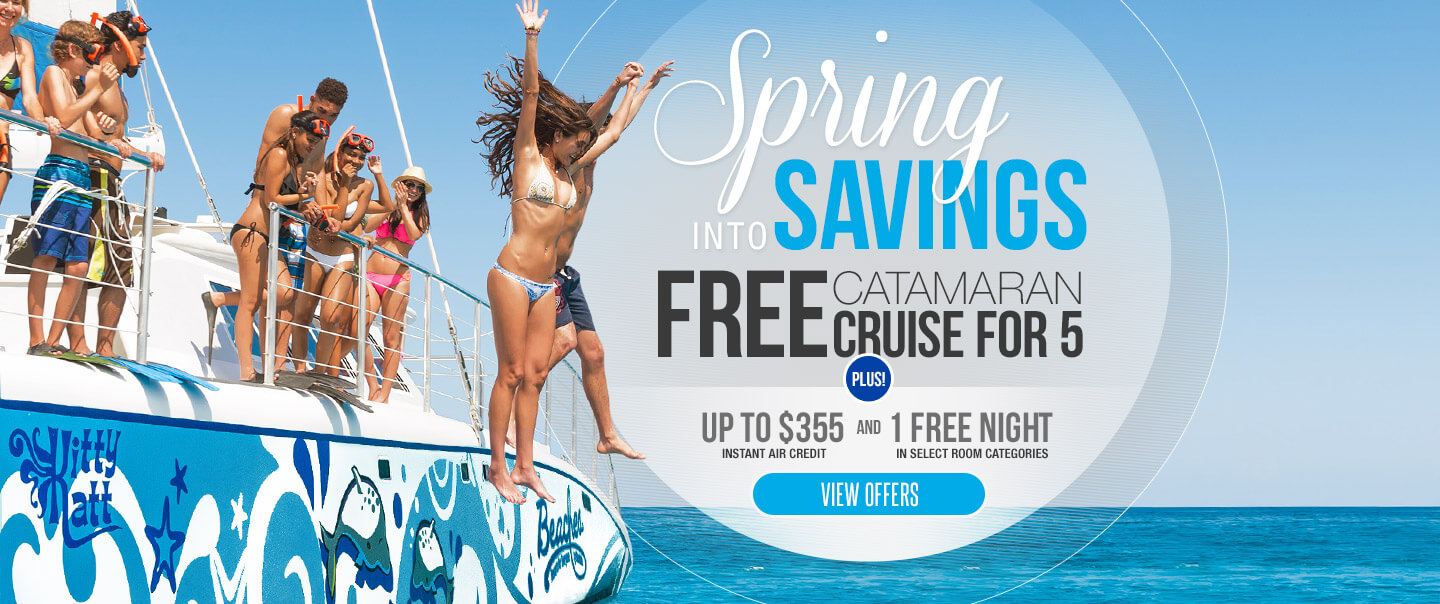 Spring
INTO SAVINGS
FREE CATAMARAN
CRUISE FOR 5
PLUS!
UP TO $355 AND 1 FREE NIGHT
INSTANT AIR CREDIT IN SELECT ROOM CATEGORIES
VIEW OFFERS
Kitty
Katt
Beaches